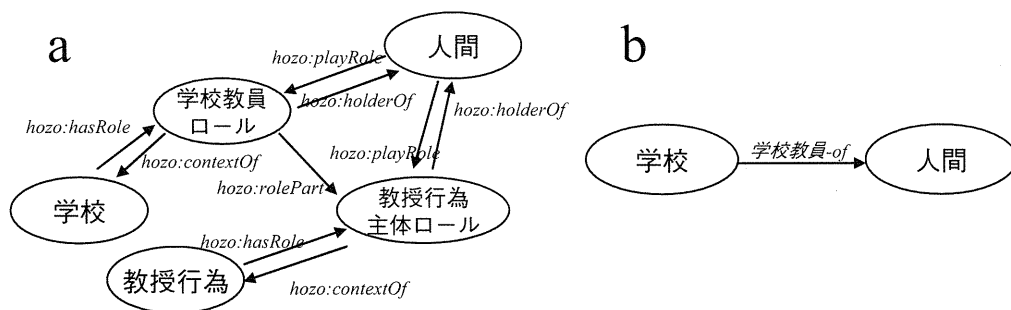 a
人間
hozo:playRole
hozo:holderOf
学校教員
ロール
hozo:holderOf
hozo:hasRole
hozo:contextOf
hozo:playRole
hozo:rolePart
学校
教授行為
主体ロール
hozo:hasRole
教授行為
hozo:contextOf
b
学校
学校教員-of
人間